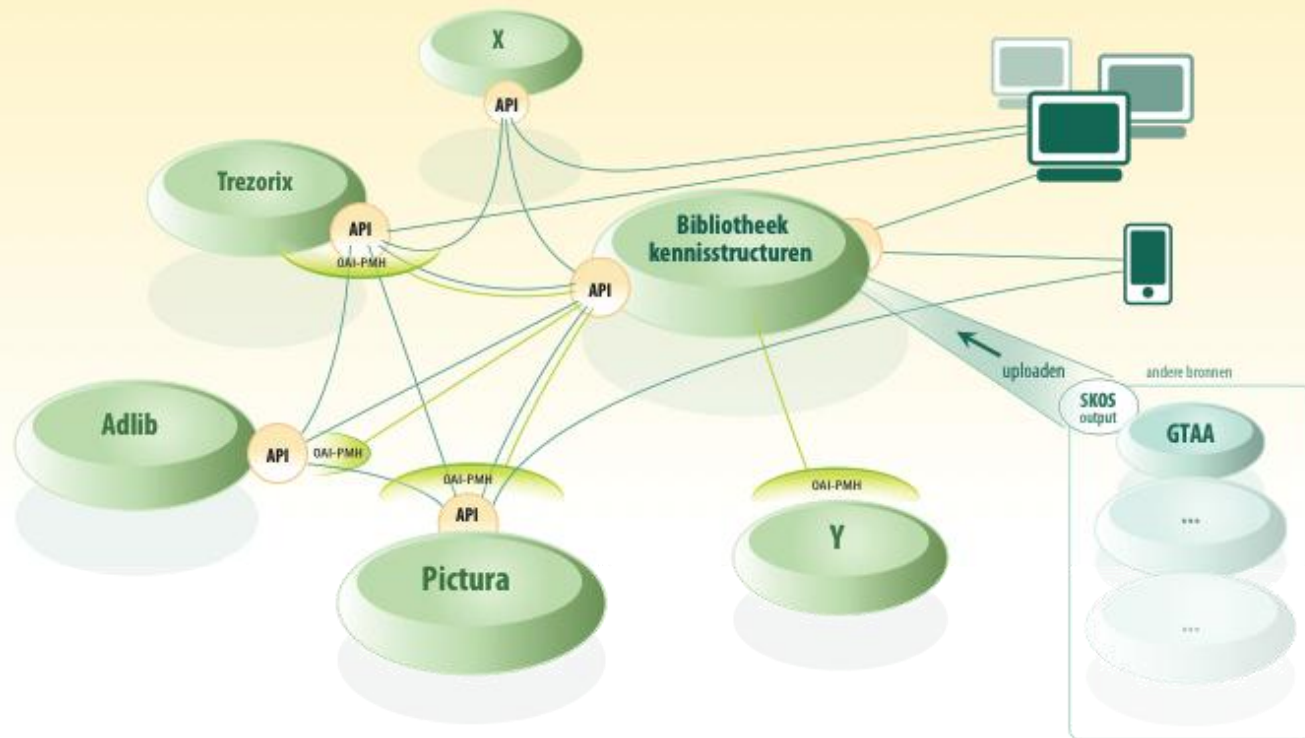 X
API
Trezorix
API
OAI-PMH
Bibliotheek
kennisstructuren
API
uploaden
andere bronnen
SKOS
output
GTAA
...
...
Adlib
API
OAI-PMH
OAI-PMH
API
Pictura
OAI-PMH
Y